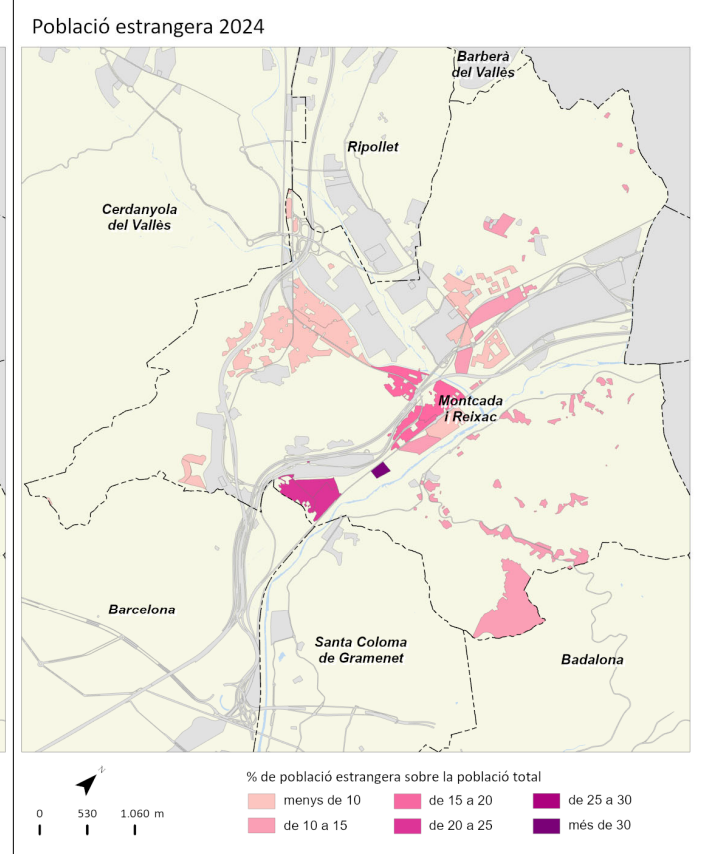 Població estrangera 2024
Barberà
del Vallès
Ripollet
Cerdanyola
del Vallès
Montcada
i Reixac
Barcelona
Santa Coloma
de Gramenet
Badalona
N
0 530 1.060 m
% de població estrangera sobre la població total
menys de 10
de 10 a 15
de 15 a 20
de 20 a 25
de 25 a 30
més de 30